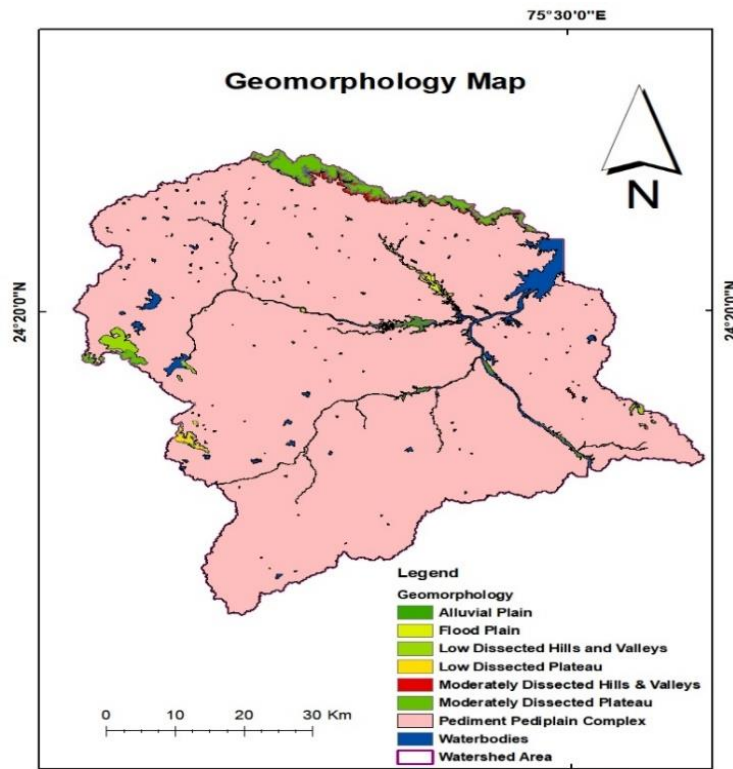 75°30'0"E
Geomorphology Map
N
24°20'0"N
24°20'0"N
Legend
Geomorphology
Alluvial Plain
Flood Plain
Low Dissected Hills and Valleys
Low Dissected Plateau
Moderately Dissected Hills & Valleys
Moderately Dissected Plateau
Pediment Pediplain Complex
Waterbodies
Watershed Area
0 10 20 30 Km